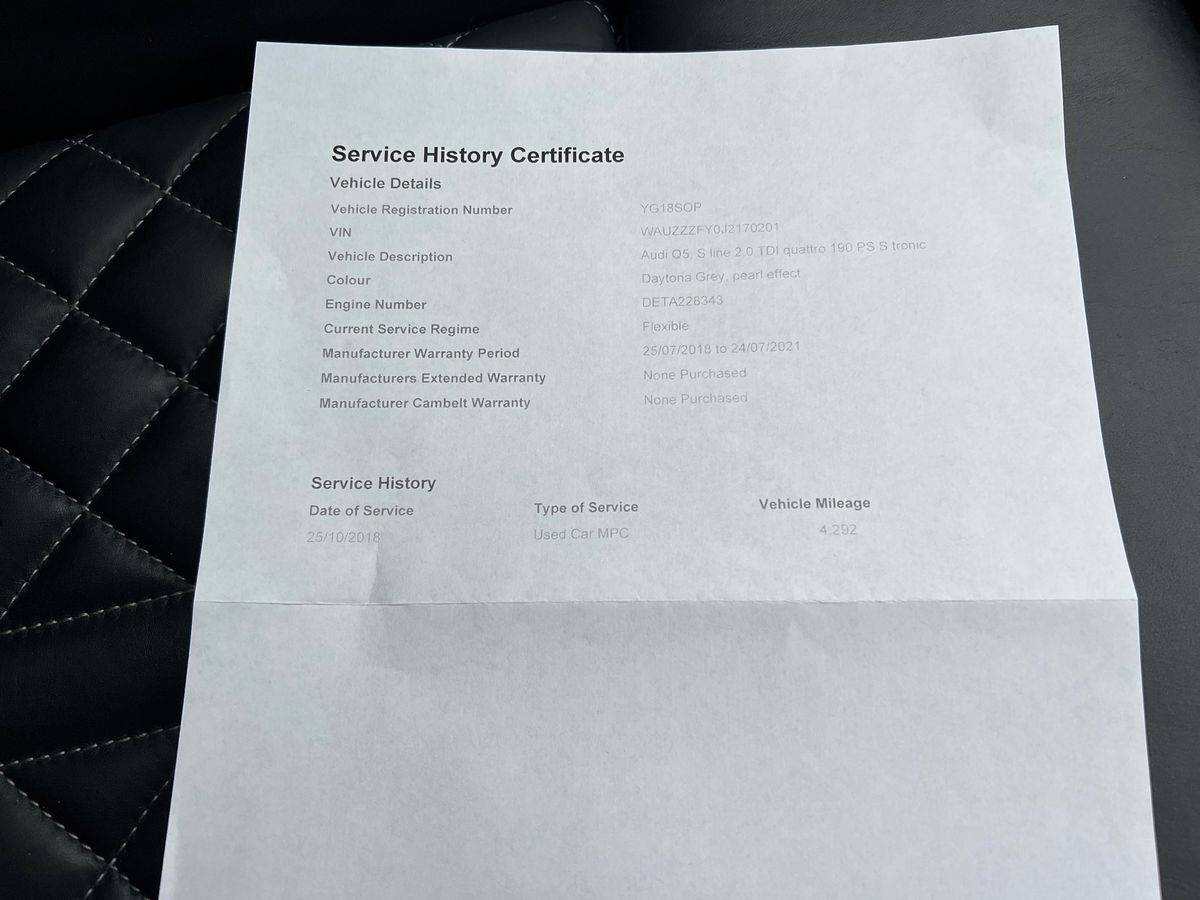 Service History Certificate
Vehicle Details
Vehicle Registration Number YG18SOP
VIN WAUZZZFY0J2170201
Vehicle Description Audi Q5, S line 2.0 TDI quattro 190 PS S tronic
Colour Daytona Grey, pearl effect
Engine Number DETA228343
Current Service Regime Flexible
Manufacturer Warranty Period 25/07/2018 to 24/07/2021
Manufacturers Extended Warranty None Purchased
Manufacturer Cambelt Warranty None Purchased
Service History
Date of Service Type of Service Vehicle Mileage
25/10/2018 Used Car MPC 4,292